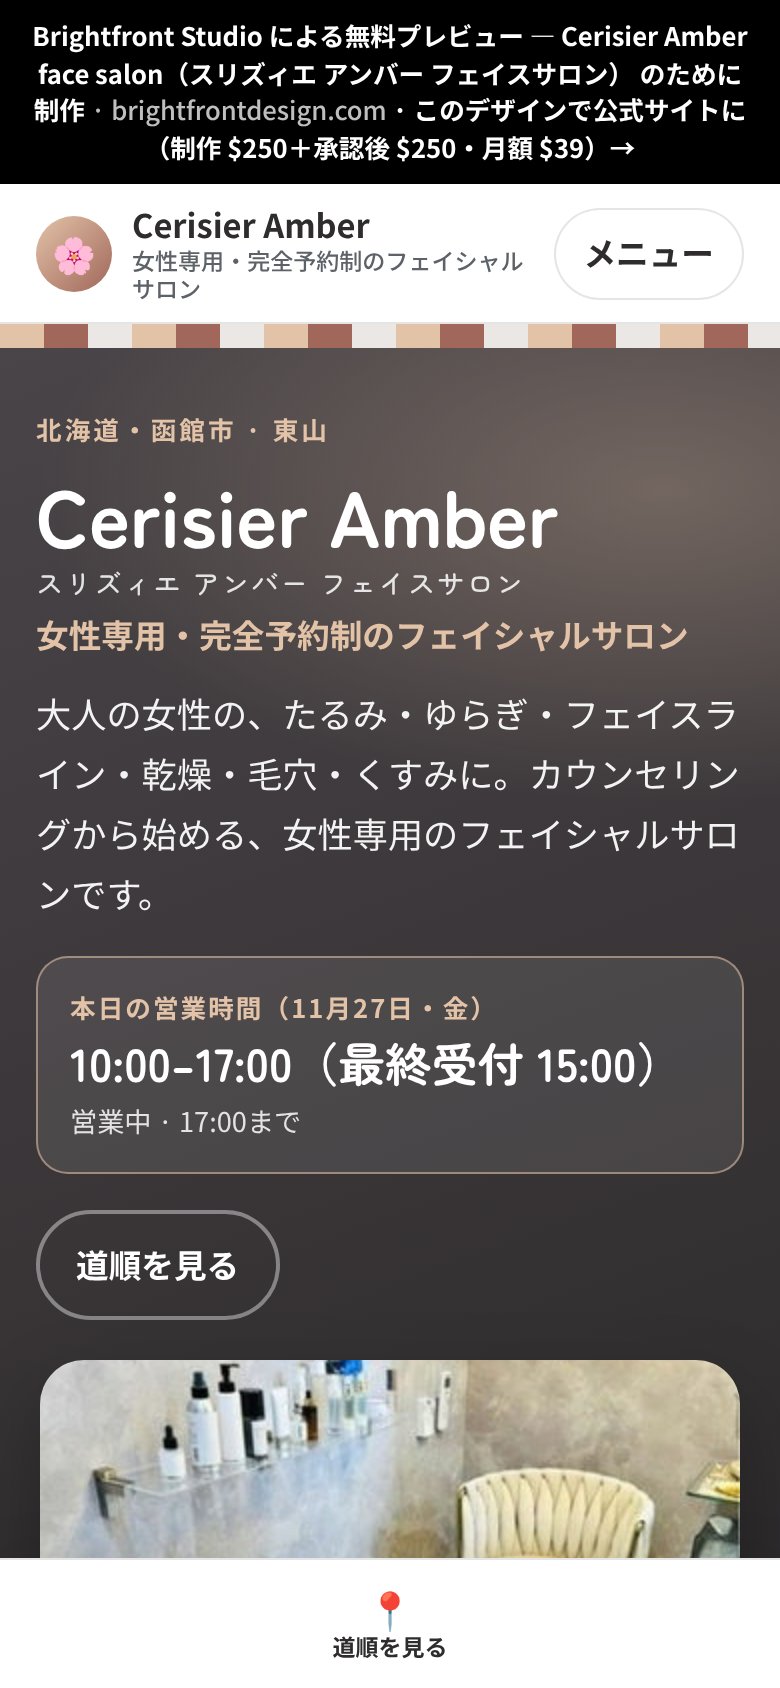 Brightfront Studio による無料プレビュー — Cerisier Amber
face salon（スリズィエ アンバー フェイスサロン） のために
制作 · brightfrontdesign.com · このデザインで公式サイトに
（制作 $250＋承認後 $250・月額 $39）→
Cerisier Amber
女性専用・完全予約制のフェイシャル
サロン
メニュー
北海道・函館市 · 東山
Cerisier Amber
スリズィエ アンバー フェイスサロン
女性専用・完全予約制のフェイシャルサロン
大人の女性の、たるみ・ゆらぎ・フェイスラ
イン・乾燥・毛穴・くすみに。カウンセリン
グから始める、女性専用のフェイシャルサロ
ンです。
本日の営業時間（11月27日・金）
10:00–17:00（最終受付 15:00）
営業中 · 17:00まで
道順を見る
道順を見る